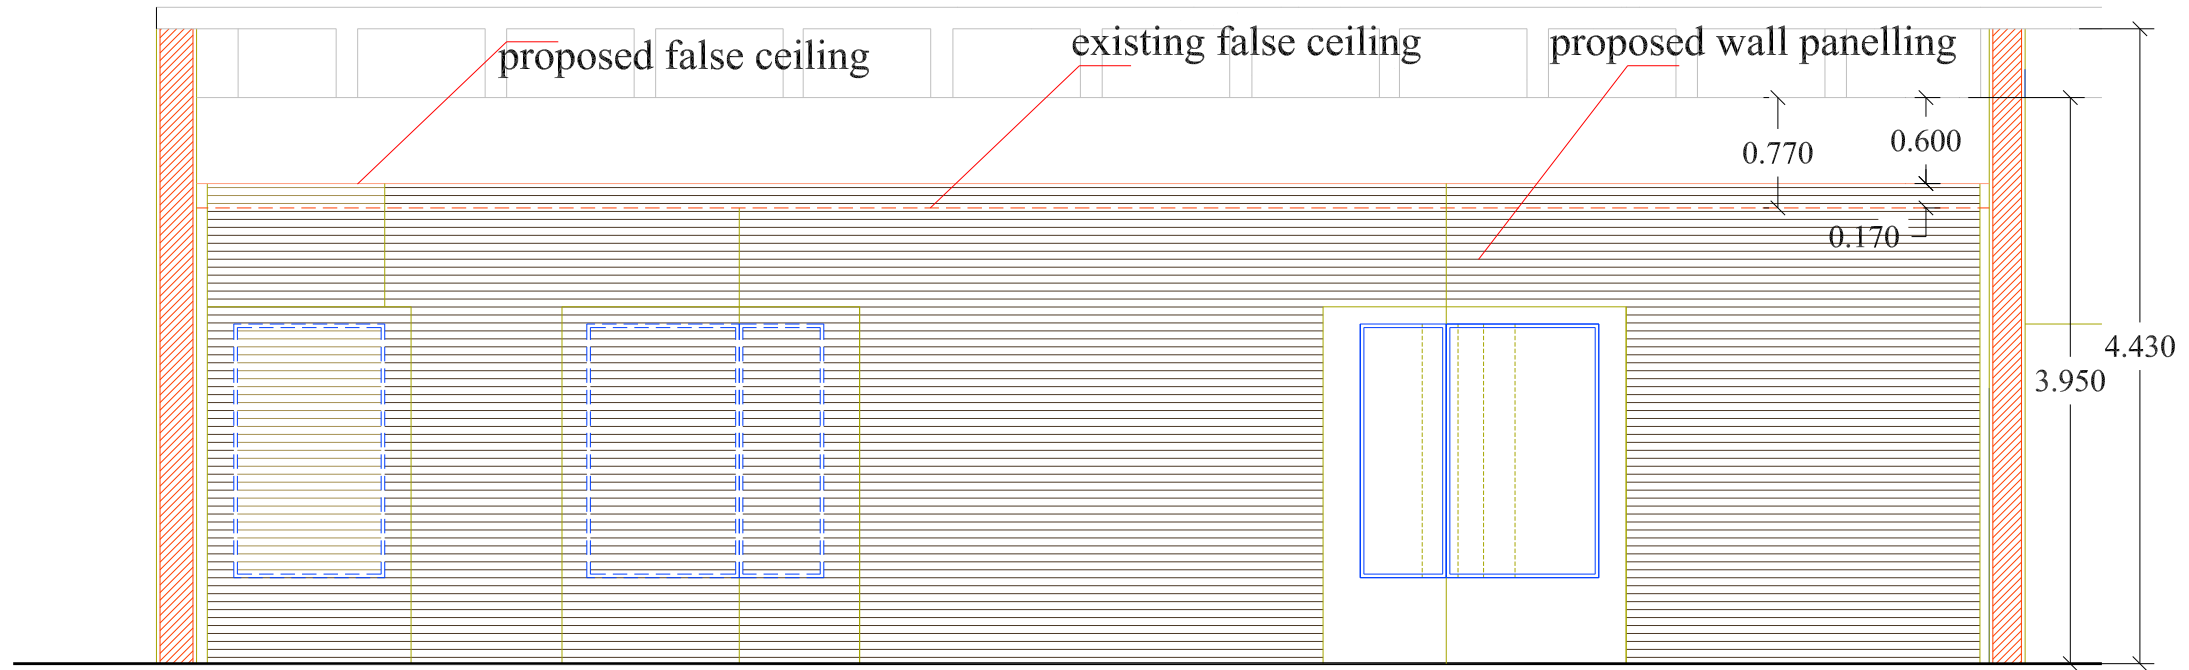 proposed false ceiling
existing false ceiling
proposed wall panelling
0.770
0.600
0.170
4.430
3.950